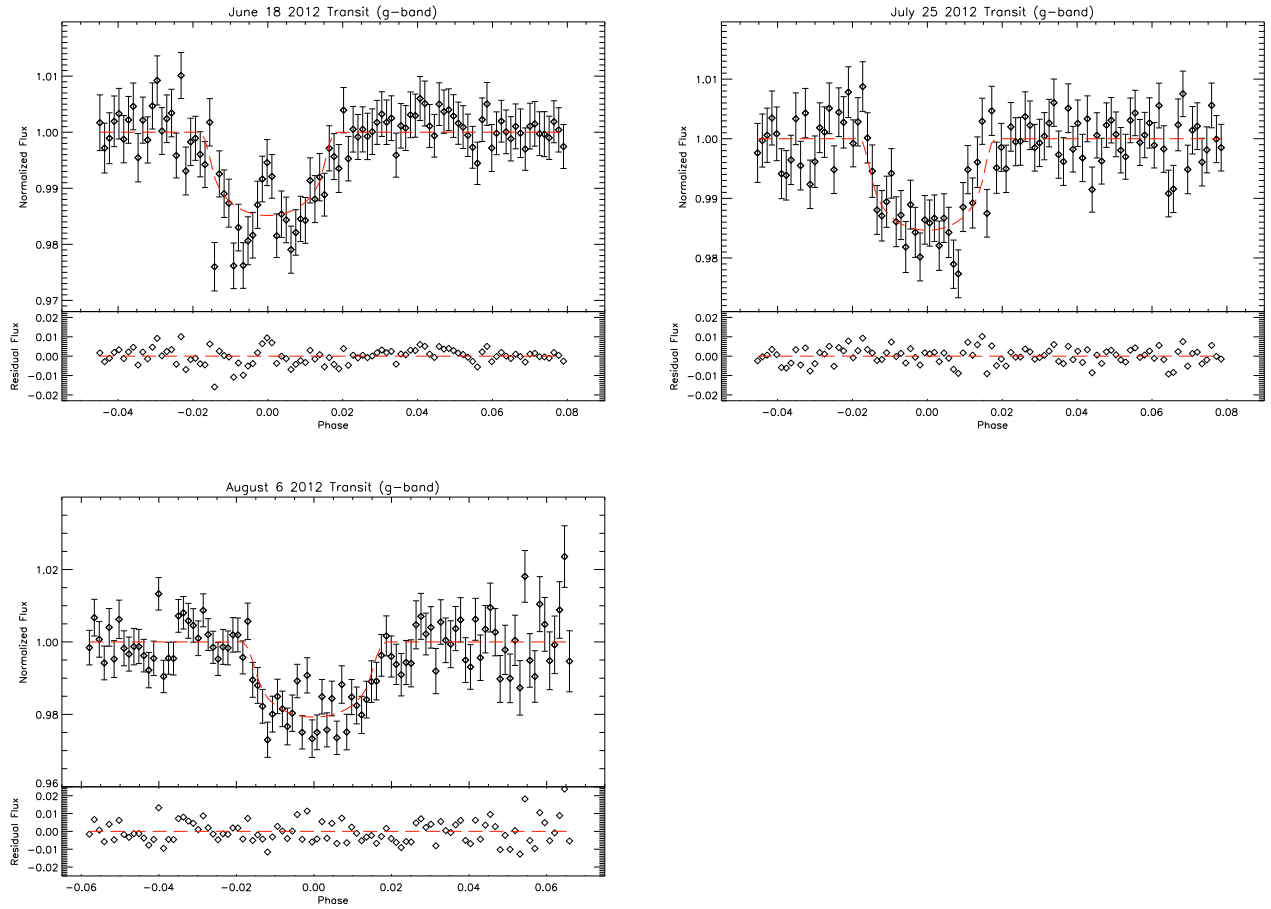 June 18 2012 Transit (g-band)
Normalized Flux
1.01
1.00
0.99
0.98
0.97
Residual Flux
0.02
0.01
0.00
-0.01
-0.02
-0.04 -0.02 0.00 0.02 0.04 0.06 0.08
Phase
July 25 2012 Transit (g-band)
Normalized Flux
1.01
1.00
0.99
0.98
Residual Flux
0.02
0.01
0.00
-0.01
-0.02
-0.04 -0.02 0.00 0.02 0.04 0.06 0.08
Phase
August 6 2012 Transit (g-band)
Normalized Flux
1.02
1.00
0.98
0.96
Residual Flux
0.02
0.01
0.00
-0.01
-0.02
-0.06 -0.04 -0.02 0.00 0.02 0.04 0.06
Phase